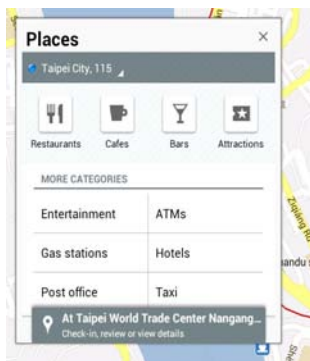 Places
Taipei City, 115
Restaurants Cafes Bars Attractions
MORE CATEGORIES
Entertainment ATMs
Gas stations Hotels
Post office Taxi
At Taipei World Trade Center Nangang...
Check-in, review or view details
Ziqiang